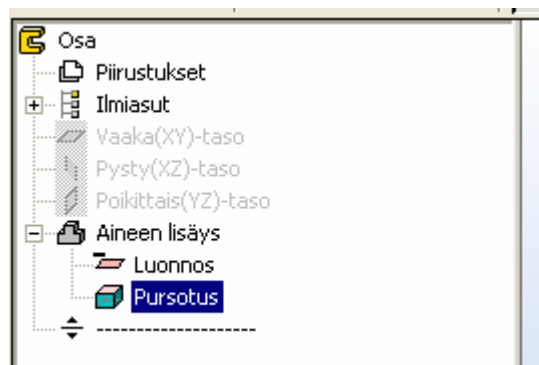 Osa
Piirustukset
Ilmiasut
Vaaka(XY)-taso
Pysty(XZ)-taso
Poikittais(YZ)-taso
Aineen lisäys
Luonnos
Pursotus
-------------------